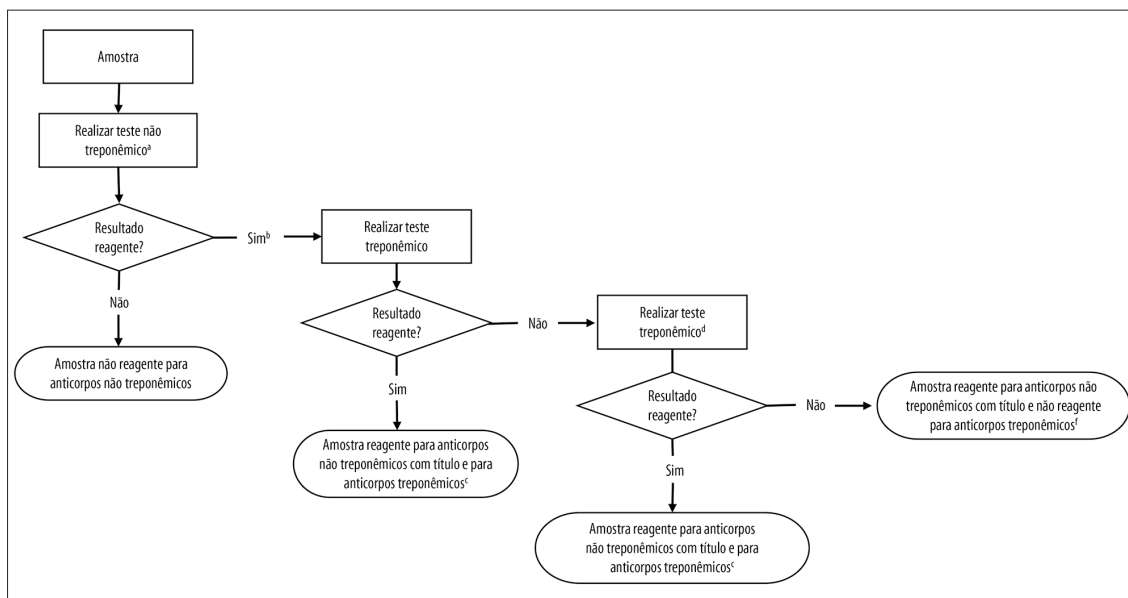 Amostra
Realizar teste não
treponêmicoᵃ
Resultado
reagente?
Simᵇ
Realizar teste
treponêmico
Não
Resultado
reagente?
Não
Realizar teste
treponêmicoᵈ
Amostra não reagente para
anticorpos não treponêmicos
Sim
Resultado
reagente?
Não
Amostra reagente para anticorpos não
treponêmicos com título e não reagente
para anticorpos treponêmicosᶠ
Amostra reagente para anticorpos
não treponêmicos com título e para
anticorpos treponêmicosᶜ
Sim
Amostra reagente para anticorpos
não treponêmicos com título e para
anticorpos treponêmicosᶜ